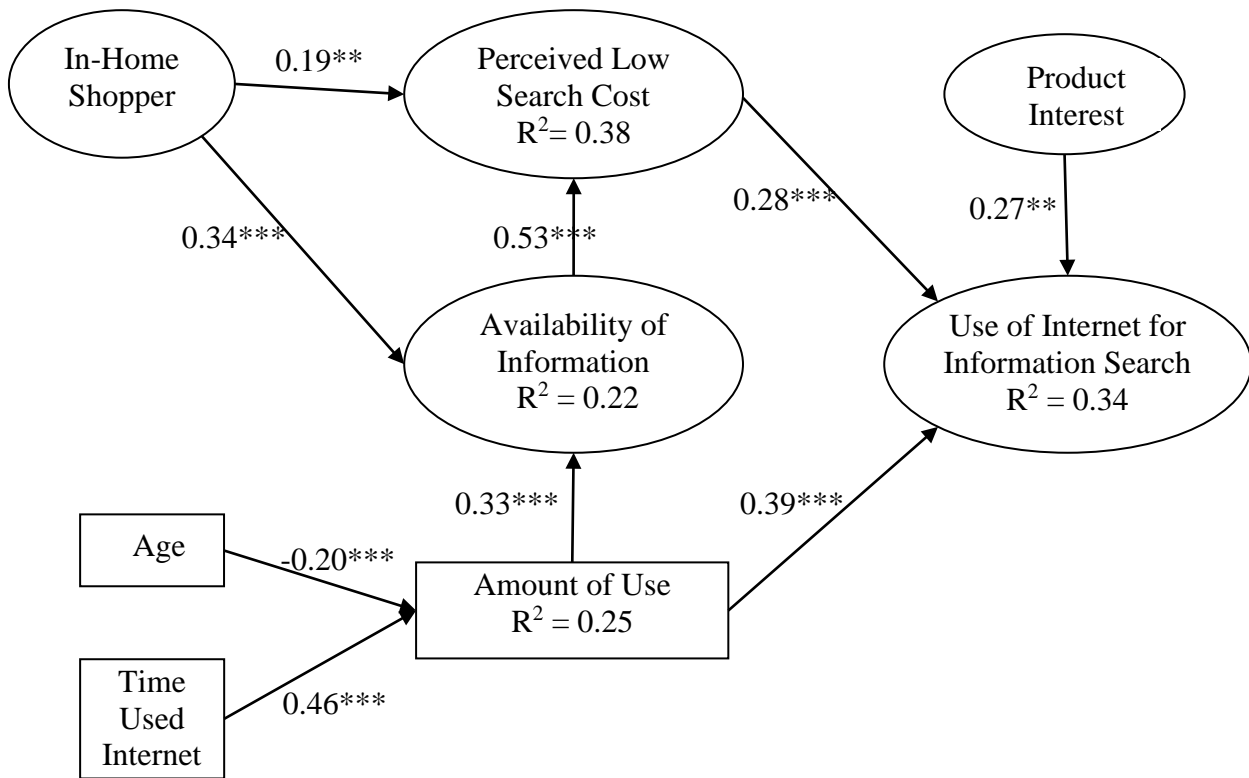 In-Home
Shopper
0.19**
Perceived Low
Search Cost
R²= 0.38
Product
Interest
0.34***
0.53***
0.28***
0.27**
Availability of
Information
R² = 0.22
Use of Internet for
Information Search
R² = 0.34
0.33***
0.39***
Age
-0.20***
Amount of Use
R² = 0.25
Time
Used
Internet
0.46***